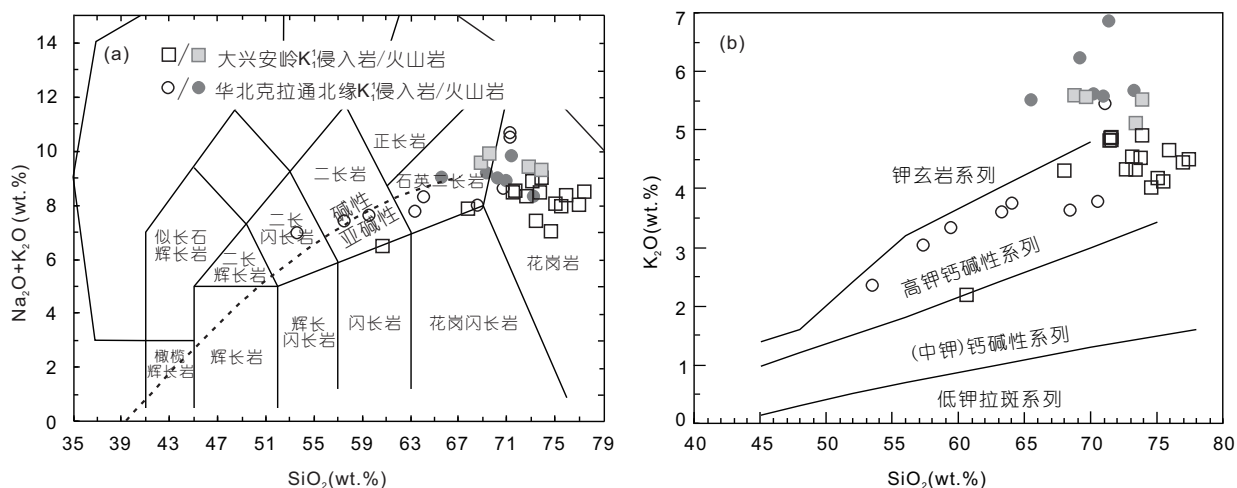 (a)
□/■ 大兴安岭K₁¹侵入岩/火山岩
○/● 华北克拉通北缘K₁¹侵入岩/火山岩
Na₂O+K₂O (wt.%)
14
12
10
8
6
4
2
0
正长岩
二长岩
石英二长岩
碱性
亚碱性
似长石
辉长岩
二长
闪长岩
二长
辉长岩
花岗岩
橄榄
辉长岩
辉长岩
辉长
闪长岩
闪长岩
花岗闪长岩
35 39 43 47 51 55 59 63 67 71 75 79
SiO₂(wt.%)
(b)
K₂O(wt.%)
7
6
5
4
3
2
1
0
钾玄岩系列
高钾钙碱性系列
(中钾)钙碱性系列
低钾拉斑系列
40 45 50 55 60 65 70 75 80
SiO₂(wt.%)